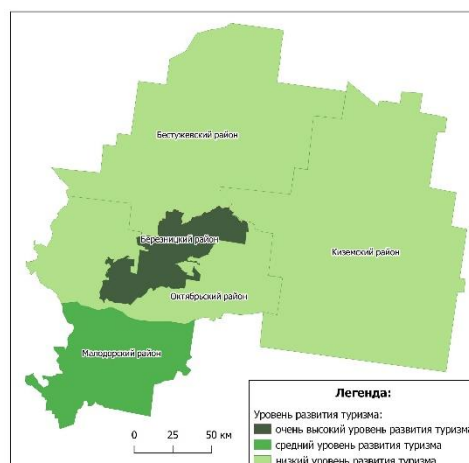 Бестужевский район
Березницкий район
Киземский район
Октябрьский район
Малодорский район
0 25 50 км
Легенда:
Уровень развития туризма:
очень высокий уровень развития туризма
средний уровень развития туризма
низкий уровень развития туризма